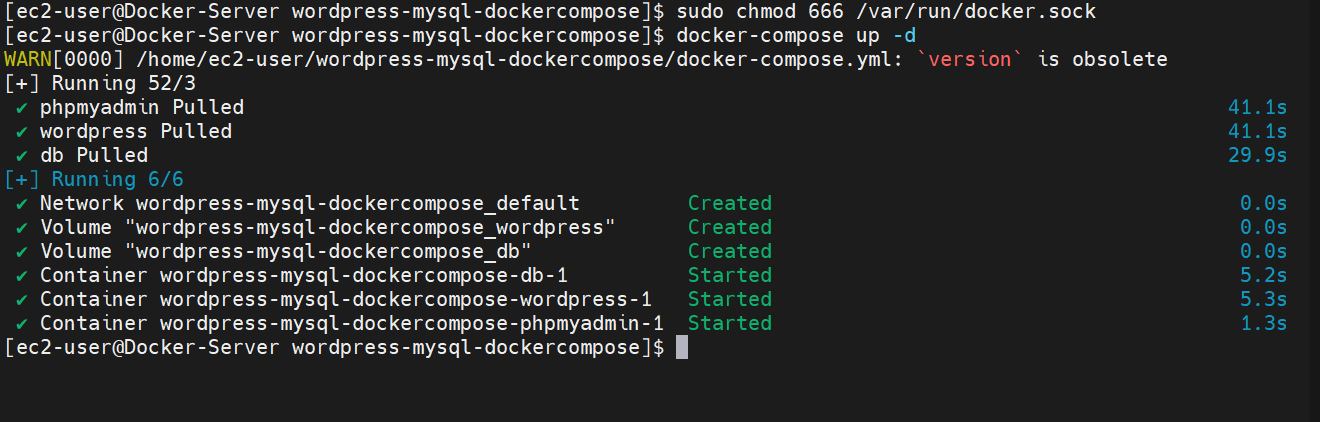 [ec2-user@Docker-Server wordpress-mysql-dockercompose]$ sudo chmod 666 /var/run/docker.sock
[ec2-user@Docker-Server wordpress-mysql-dockercompose]$ docker-compose up -d
WARN[0000] /home/ec2-user/wordpress-mysql-dockercompose/docker-compose.yml: `version` is obsolete
[+] Running 52/3
✔ phpmyadmin Pulled 41.1s
✔ wordpress Pulled 41.1s
✔ db Pulled 29.9s
[+] Running 6/6
✔ Network wordpress-mysql-dockercompose_default Created 0.0s
✔ Volume "wordpress-mysql-dockercompose_wordpress" Created 0.0s
✔ Volume "wordpress-mysql-dockercompose_db" Created 0.0s
✔ Container wordpress-mysql-dockercompose-db-1 Started 5.2s
✔ Container wordpress-mysql-dockercompose-wordpress-1 Started 5.3s
✔ Container wordpress-mysql-dockercompose-phpmyadmin-1 Started 1.3s
[ec2-user@Docker-Server wordpress-mysql-dockercompose]$